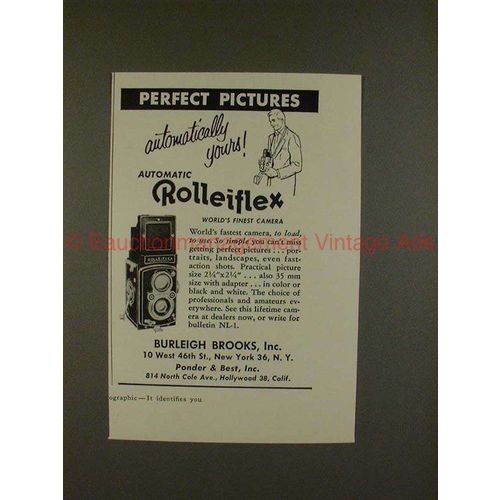 PERFECT PICTURES
automatically
yours!
AUTOMATIC
Rolleiflex
WORLD'S FINEST CAMERA
World's fastest camera, to load,
to use. So simple, you can't miss
getting perfect pictures . . . por-
traits, landscapes, even fast-
action shots. Practical picture
size 2¼"x2¼" . . . also 35 mm
size with adapter . . . in color or
black and white. The choice of
professionals and amateurs ev-
erywhere. See this lifetime cam-
era at dealers now, or write for
bulletin NL-1.
ROLLEIFLEX
BURLEIGH BROOKS, Inc.
10 West 46th St., New York 36, N. Y.
Ponder & Best, Inc.
814 North Cole Ave., Hollywood 38, Calif.
ographic—It identifies you